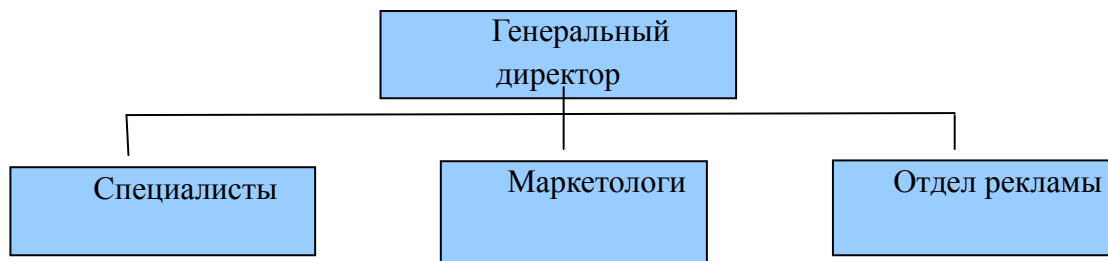 Генеральный
директор
Специалисты
Маркетологи
Отдел рекламы